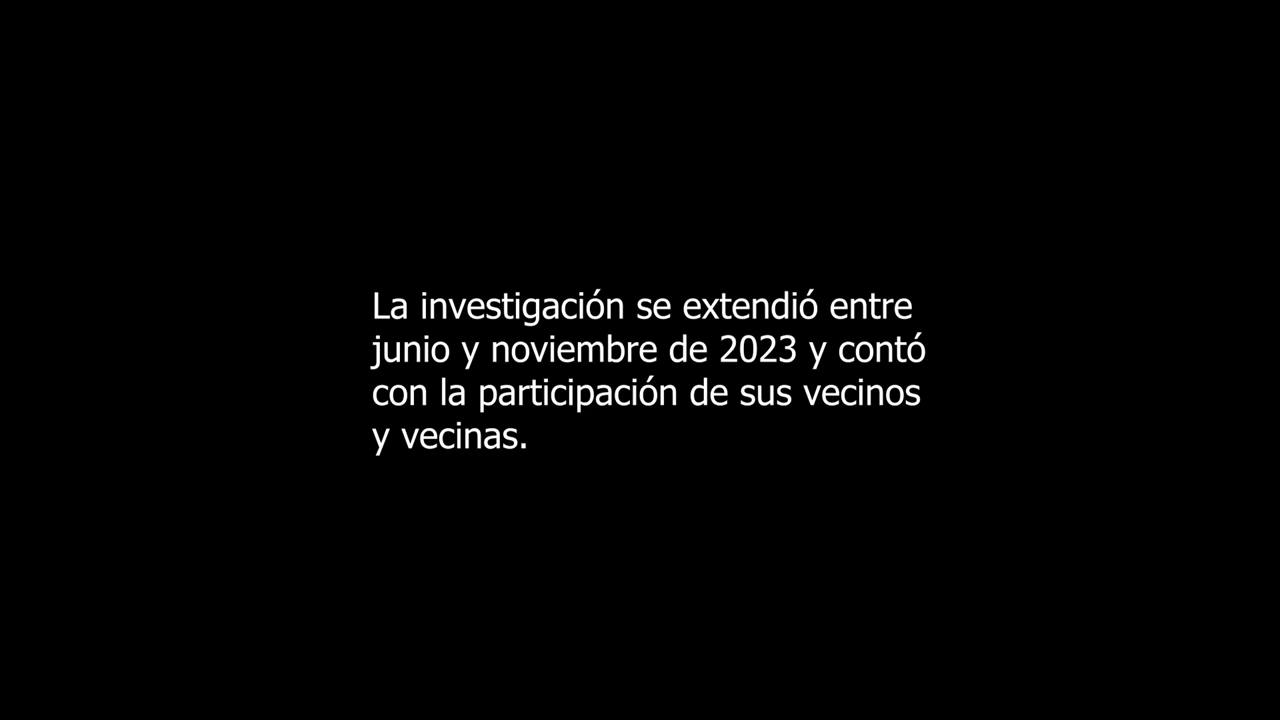 La investigación se extendió entre
junio y noviembre de 2023 y contó
con la participación de sus vecinos
y vecinas.